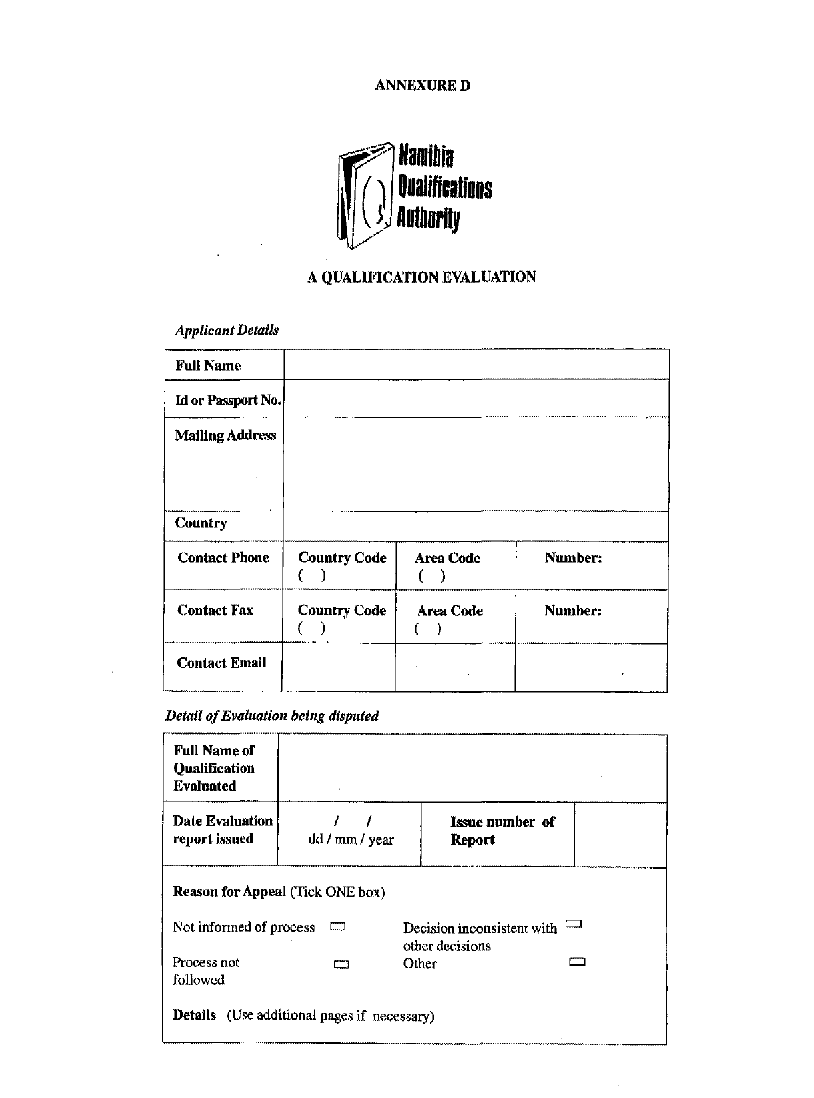 ANNEXURE D
Namibia
Qualifications
Authority
A QUALIFICATION EVALUATION
Applicant Details
Full Name
Id or Passport No.
Mailing Address
Country
Contact Phone Country Code Area Code Number:
( ) ( )
Contact Fax Country Code Area Code Number:
( ) ( )
Contact Email
Detail of Evaluation being disputed
Full Name of
Qualification
Evaluated
Date Evaluation / / Issue number of
report issued dd / mm / year Report
Reason for Appeal (Tick ONE box)
Not informed of process Decision inconsistent with
other decisions
Process not Other
followed
Details (Use additional pages if necessary)